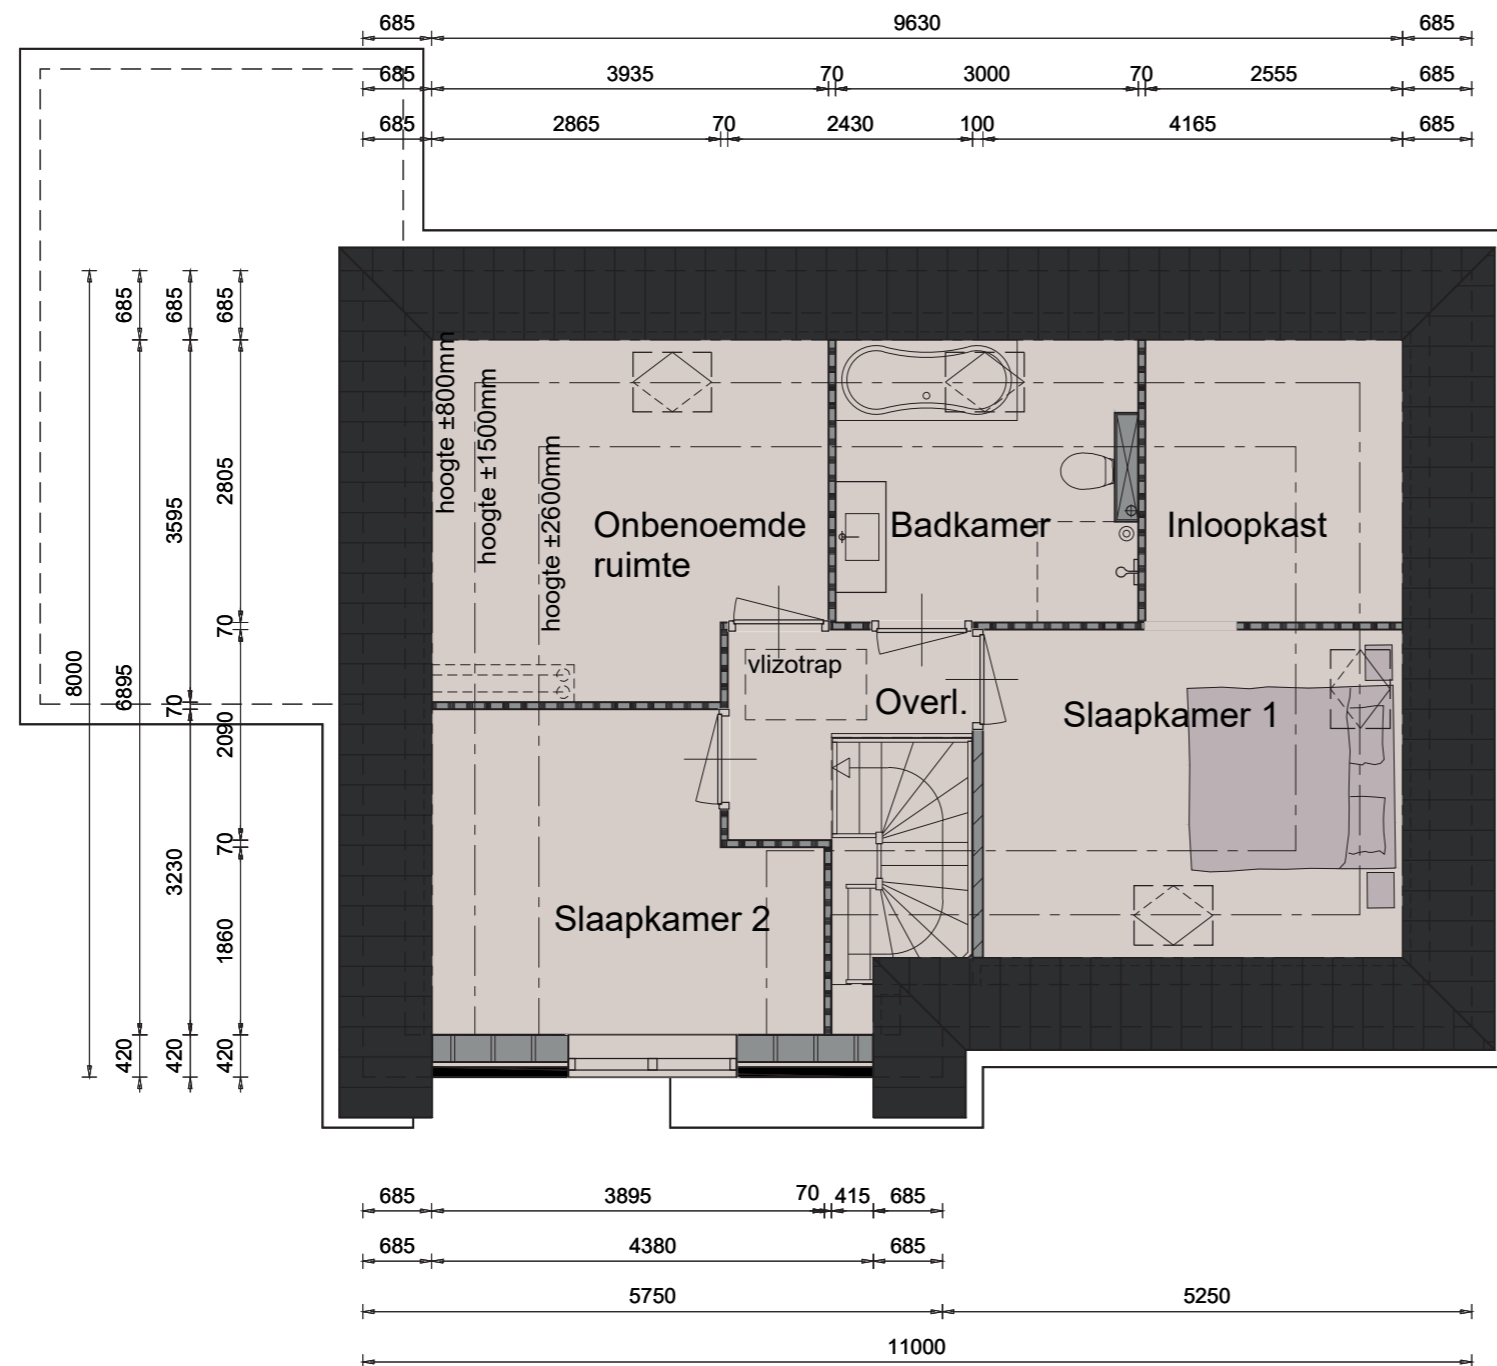 685 9630 685
685 3935 70 3000 70 2555 685
685 2865 70 2430 100 4165 685
8000
685 6895 420
685 3595 70 3230 420
685 2805 70 2090 70 1860 420
hoogte ±800mm
hoogte ±1500mm
hoogte ±2600mm
Onbenoemde
ruimte
Badkamer
Inloopkast
vlizotrap
Overl.
Slaapkamer 1
Slaapkamer 2
685 3895 70 415 685
685 4380 685
5750 5250
11000